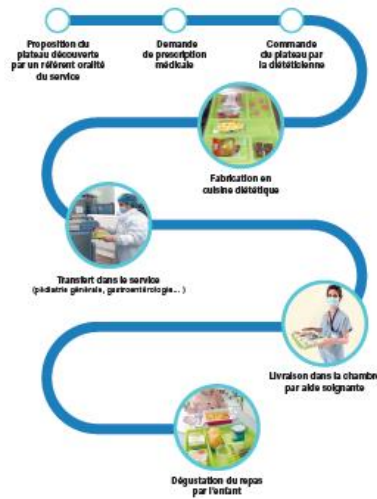 Proposition du
plateau découverte
par un référent oralité
du service
Demande
de prescription
médicale
Commande
du plateau par
la diététicienne
Fabrication en
cuisine diététique
Transfert dans le service
(pédiatrie générale, gastroentérologie... )
Livraison dans la chambre
par aide soignante
Dégustation du repas
par l'enfant